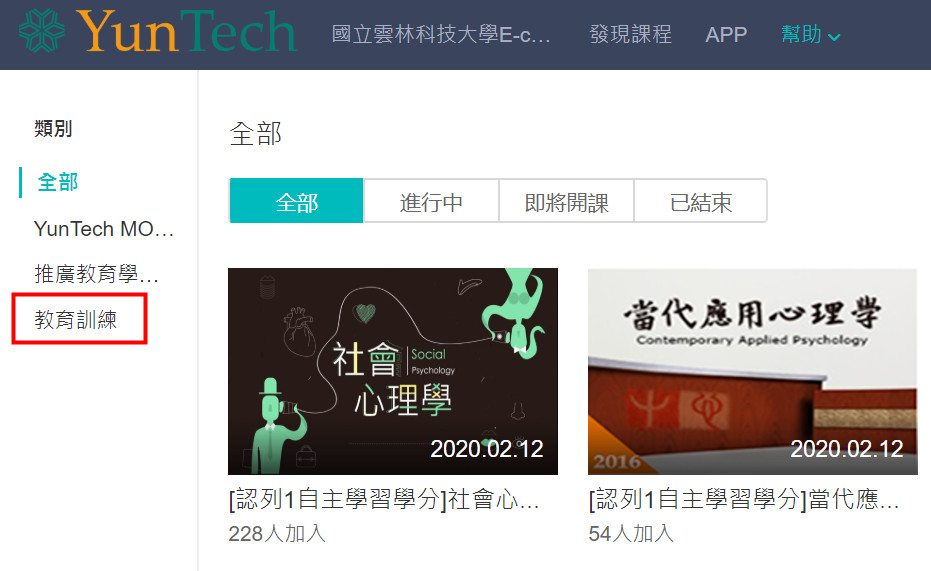 YunTech 國立雲林科技大學E-c... 發現課程 APP 幫助
類別
全部
YunTech MO...
推廣教育學...
教育訓練
全部
全部 進行中 即將開課 已結束
社會 Social
Psychology
心理學
2020.02.12
[認列1自主學習學分]社會心...
228人加入
當代應用心理學
Contemporary Applied Psychology
2016
2020.02.12
[認列1自主學習學分]當代應...
54人加入